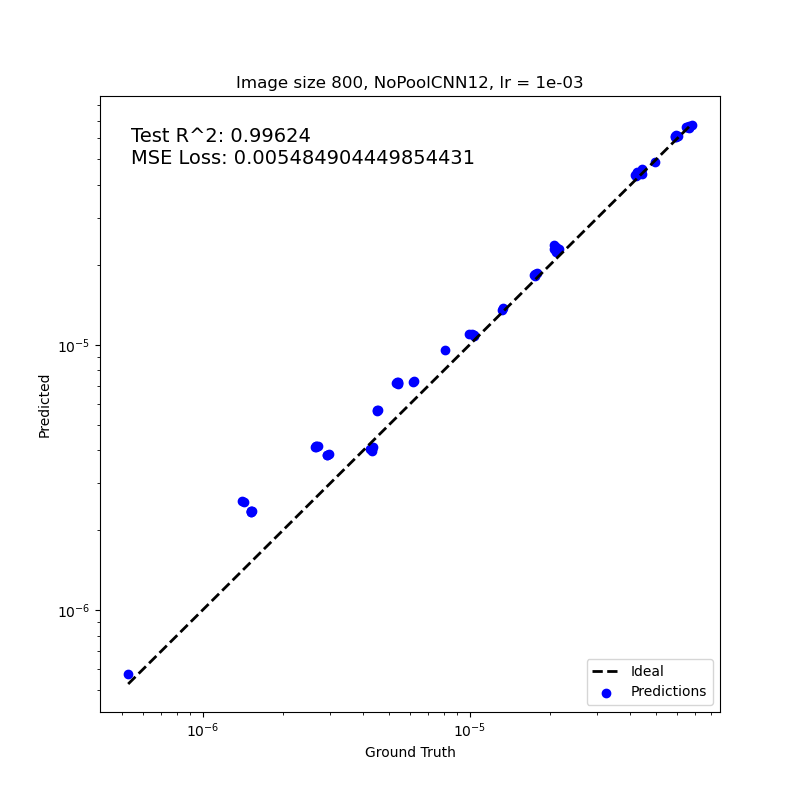 Image size 800, NoPoolCNN12, lr = 1e-03
Test R^2: 0.99624
MSE Loss: 0.005484904449854431
10⁻⁵
10⁻⁶
Predicted
10⁻⁶
10⁻⁵
Ground Truth
Ideal
Predictions